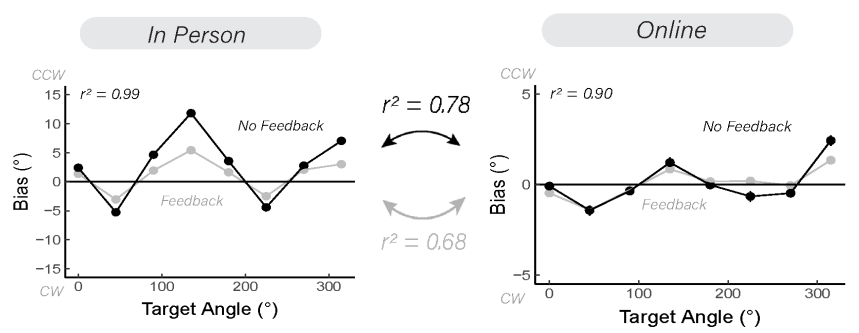 In Person
CCW
15
10
5
0
−5
−10
−15
CW
Bias (°)
r² = 0.99
No Feedback
Feedback
0
100
200
300
Target Angle (°)
r² = 0.78
r² = 0.68
Online
CCW
5
0
−5
CW
Bias (°)
r² = 0.90
No Feedback
Feedback
0
100
200
300
Target Angle (°)